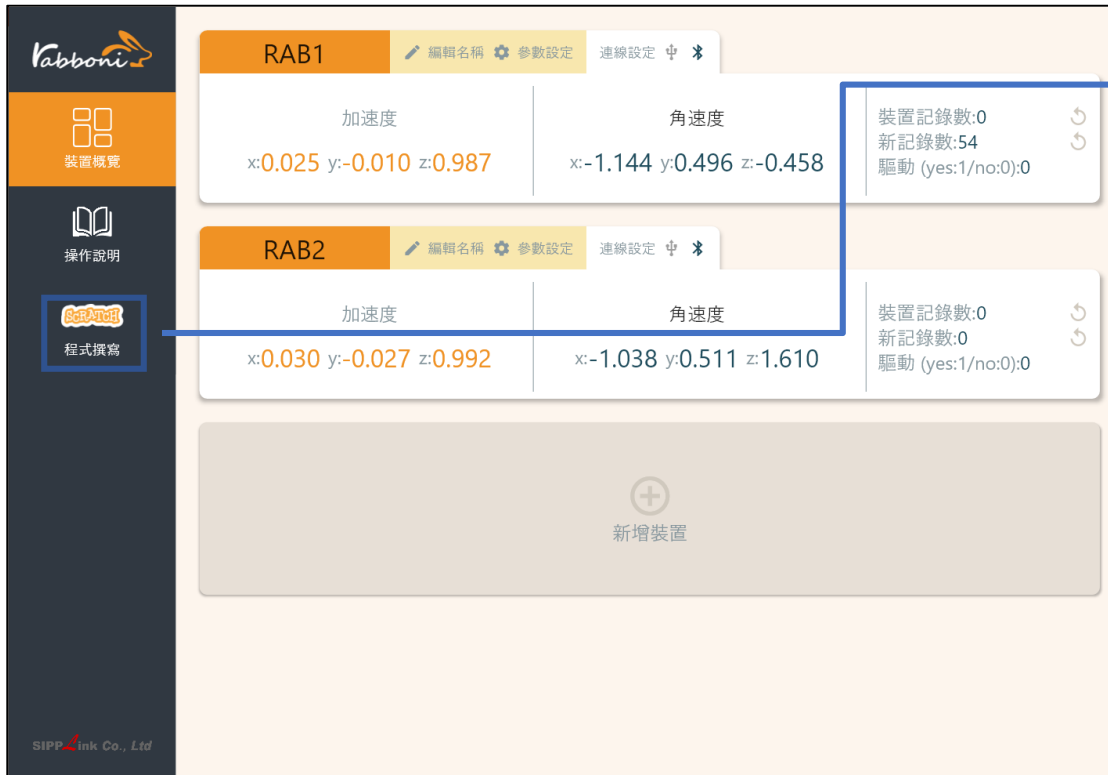 rabboni
裝置概覽
操作說明
SCRATCH
程式撰寫
SIPPLink Co., Ltd
RAB1 編輯名稱 參數設定 連線設定
加速度
x:0.025 y:-0.010 z:0.987
角速度
x:-1.144 y:0.496 z:-0.458
裝置記錄數:0
新記錄數:54
驅動 (yes:1/no:0):0
RAB2 編輯名稱 參數設定 連線設定
加速度
x:0.030 y:-0.027 z:0.992
角速度
x:-1.038 y:0.511 z:1.610
裝置記錄數:0
新記錄數:0
驅動 (yes:1/no:0):0
新增裝置